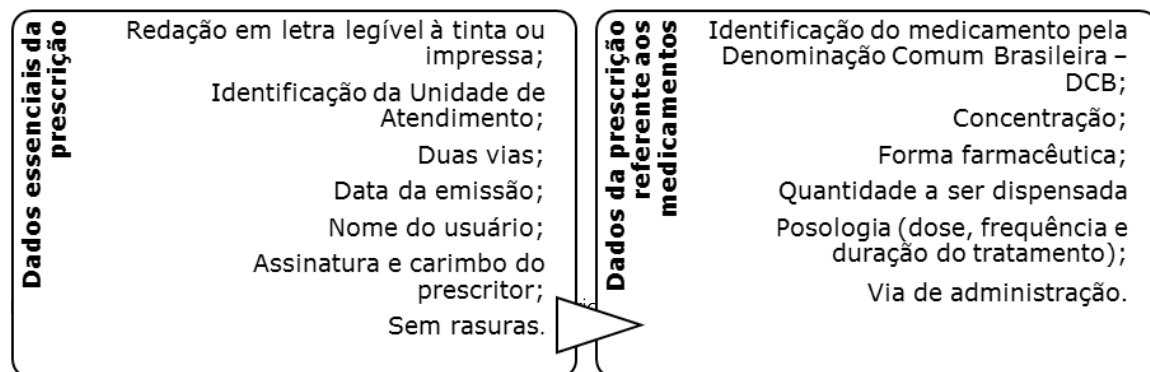 Dados essenciais da
prescrição
Redação em letra legível à tinta ou
impressa;
Identificação da Unidade de
Atendimento;
Duas vias;
Data da emissão;
Nome do usuário;
Assinatura e carimbo do
prescritor;
Sem rasuras.
Dados da prescrição
referente aos
medicamentos
Identificação do medicamento pela
Denominação Comum Brasileira –
DCB;
Concentração;
Forma farmacêutica;
Quantidade a ser dispensada
Posologia (dose, frequência e
duração do tratamento);
Via de administração.